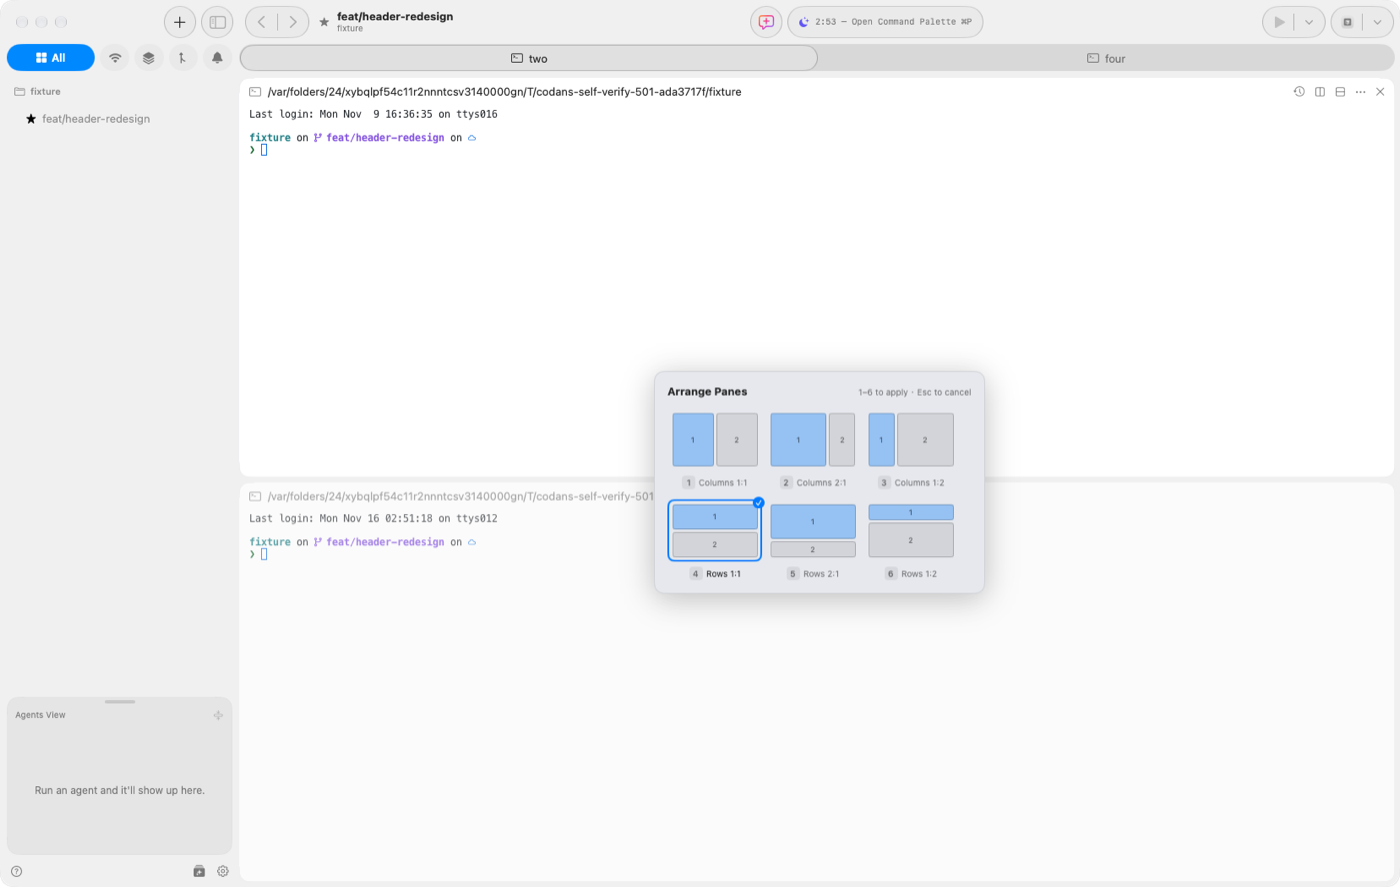 feat/header-redesign
fixture
2:53 — Open Command Palette ⌘P
All
two
four
fixture
feat/header-redesign
/var/folders/24/xybqlpf54c11r2nnntcsv3140000gn/T/codans-self-verify-501-ada3717f/fixture
Last login: Mon Nov  9 16:36:35 on ttys016
fixture on feat/header-redesign on
❯
Arrange Panes
1–6 to apply · Esc to cancel
1 2
1 2
1 2
1 Columns 1:1
2 Columns 2:1
3 Columns 1:2
1
2
1
2
1
2
4 Rows 1:1
5 Rows 2:1
6 Rows 1:2
/var/folders/24/xybqlpf54c11r2nnntcsv3140000gn/T/codans-self-verify-501
Last login: Mon Nov 16 02:51:18 on ttys012
fixture on feat/header-redesign on
❯
Agents View
Run an agent and it'll show up here.